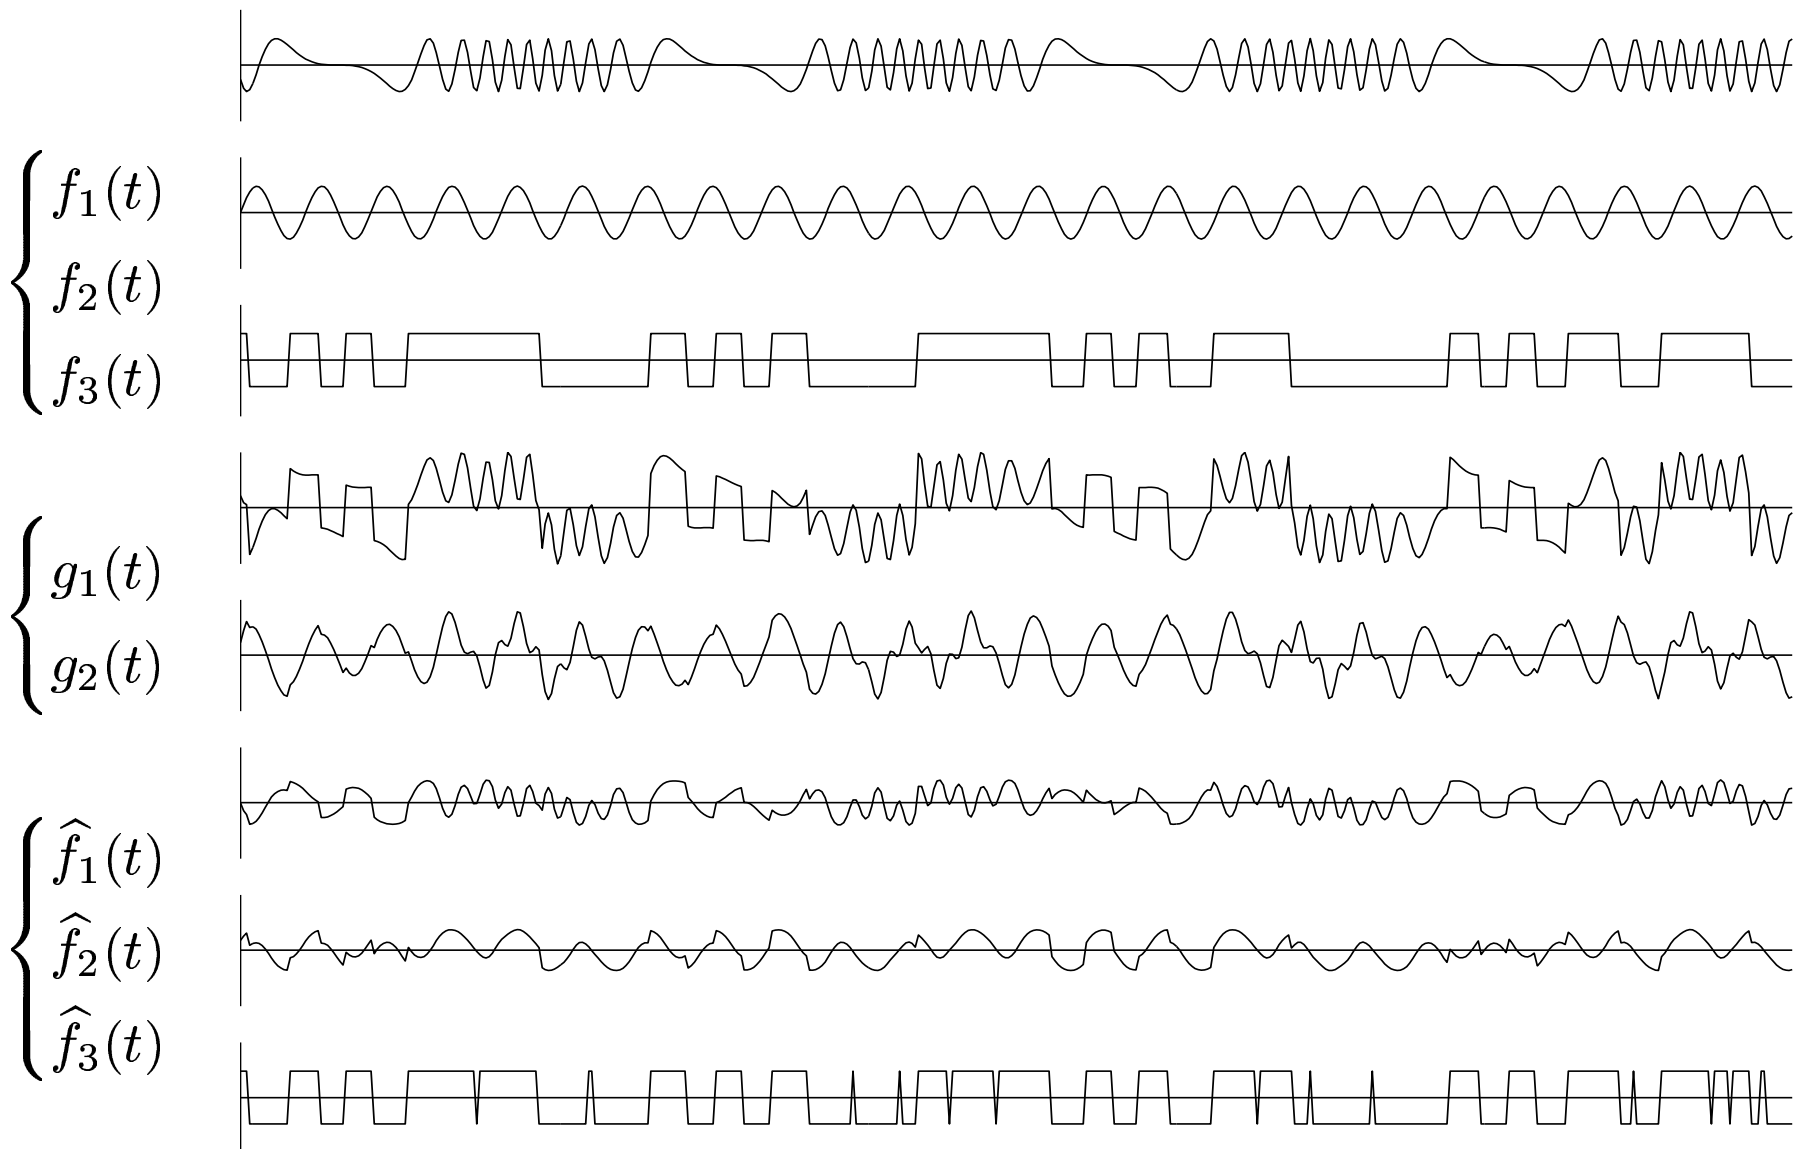 f₁(t)
f₂(t)
f₃(t)
g₁(t)
g₂(t)
f̂₁(t)
f̂₂(t)
f̂₃(t)